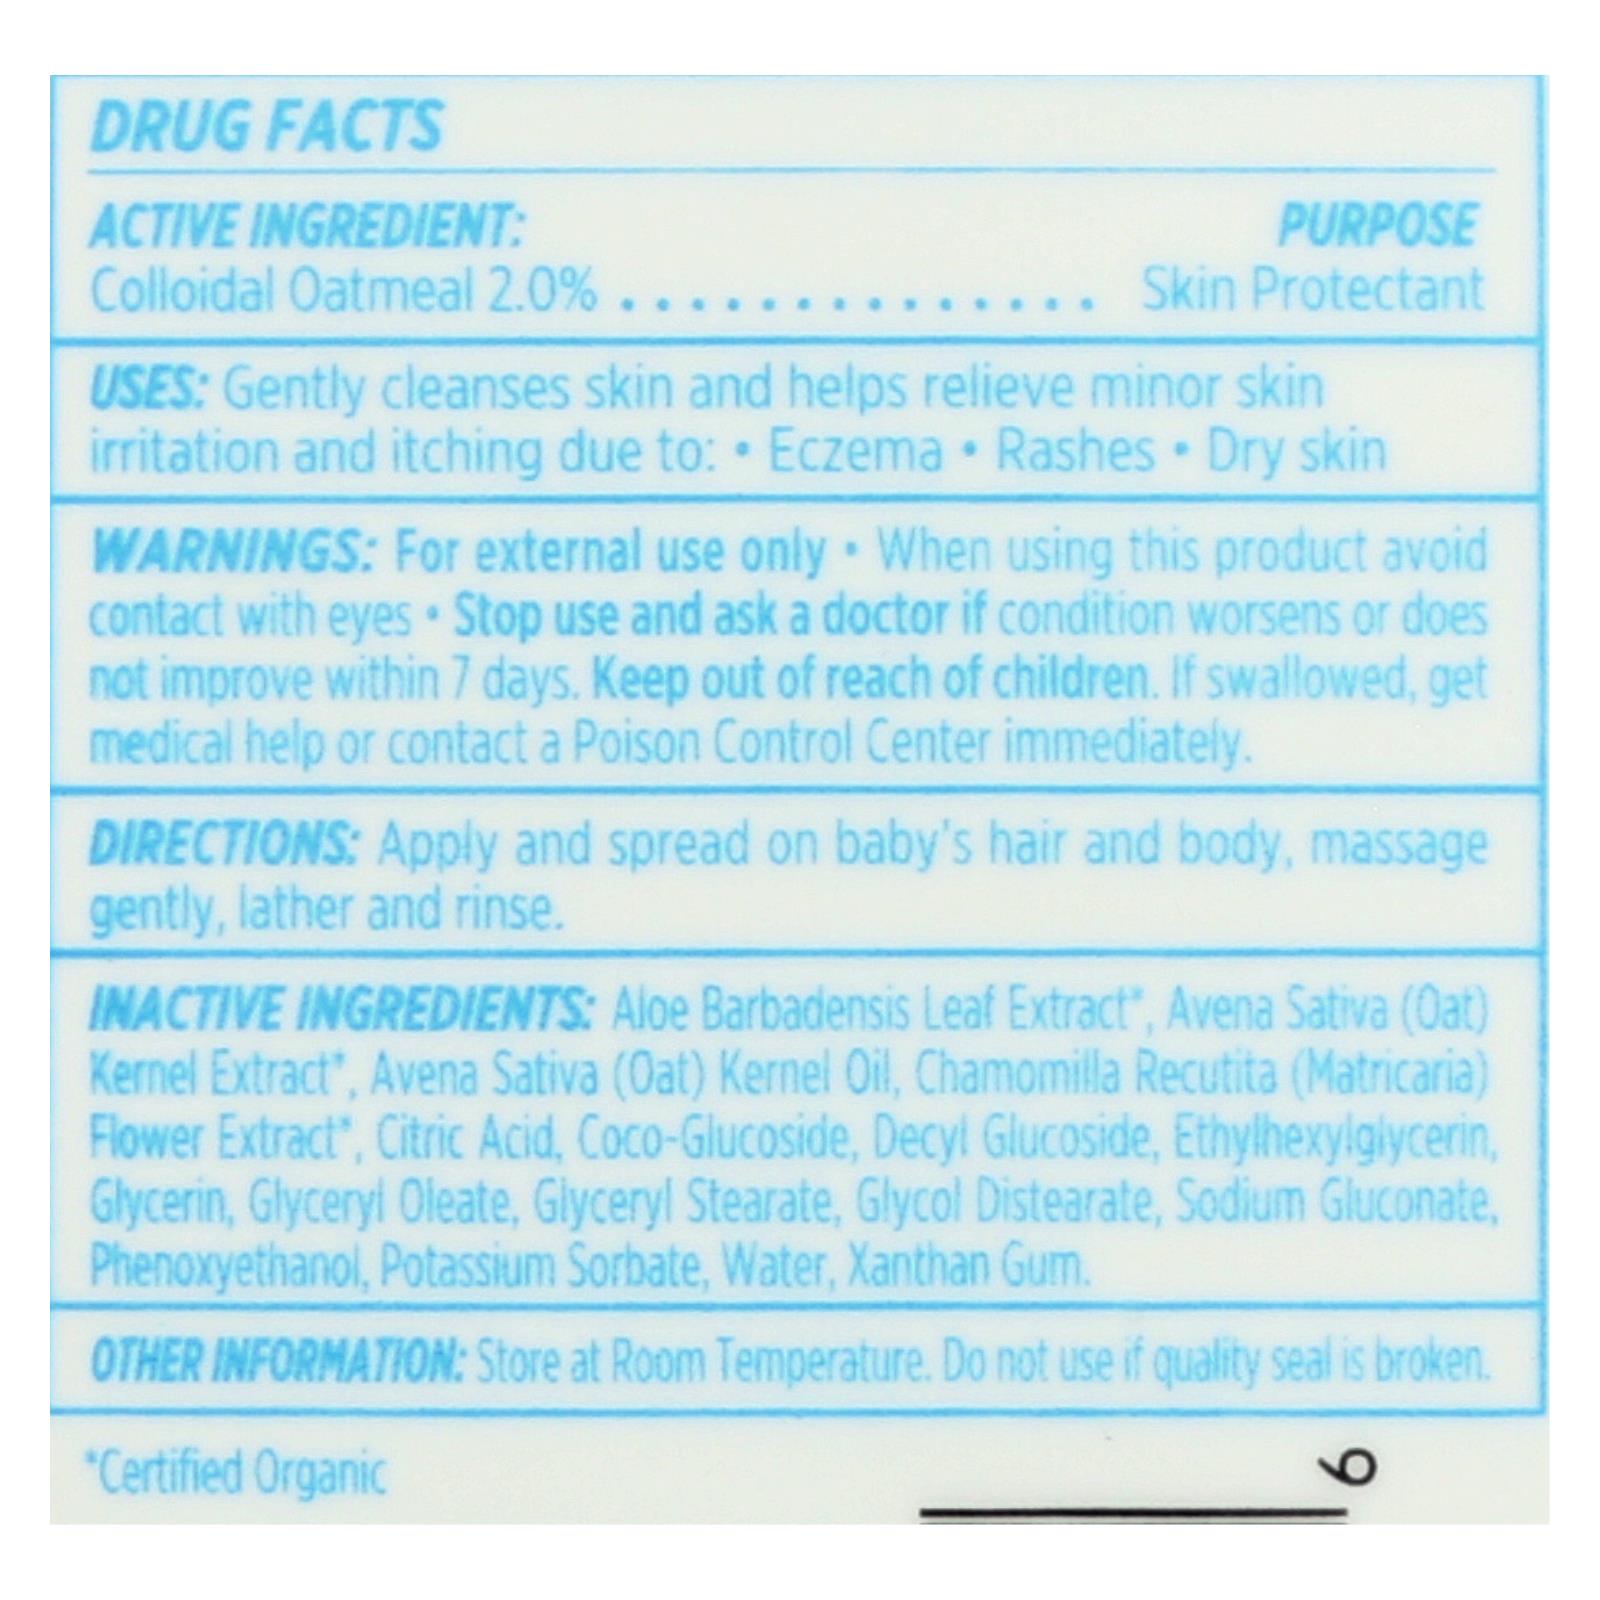 DRUG FACTS
ACTIVE INGREDIENT: PURPOSE
Colloidal Oatmeal 2.0% . . . . . . . . . . . . . . Skin Protectant
USES: Gently cleanses skin and helps relieve minor skin
irritation and itching due to: • Eczema • Rashes • Dry skin
WARNINGS: For external use only • When using this product avoid
contact with eyes • Stop use and ask a doctor if condition worsens or does
not improve within 7 days. Keep out of reach of children. If swallowed, get
medical help or contact a Poison Control Center immediately.
DIRECTIONS: Apply and spread on baby's hair and body, massage
gently, lather and rinse.
INACTIVE INGREDIENTS: Aloe Barbadensis Leaf Extract*, Avena Sativa (Oat)
Kernel Extract*, Avena Sativa (Oat) Kernel Oil, Chamomilla Recutita (Matricaria)
Flower Extract*, Citric Acid, Coco-Glucoside, Decyl Glucoside, Ethylhexylglycerin,
Glycerin, Glyceryl Oleate, Glyceryl Stearate, Glycol Distearate, Sodium Gluconate,
Phenoxyethanol, Potassium Sorbate, Water, Xanthan Gum.
OTHER INFORMATION: Store at Room Temperature. Do not use if quality seal is broken.
*Certified Organic
6